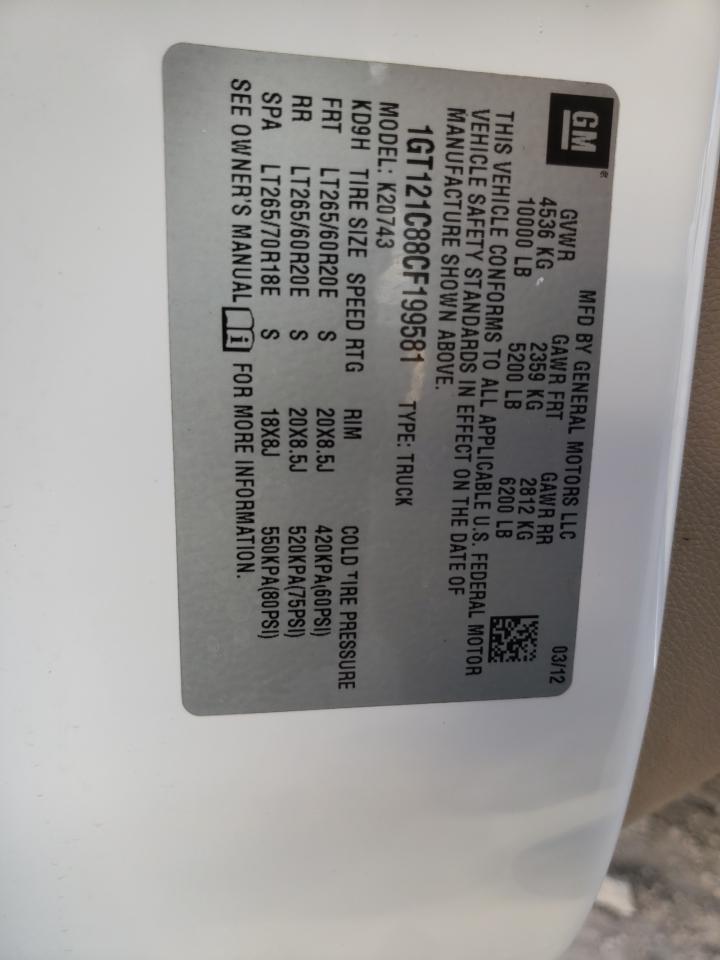 GM
MFD BY GENERAL MOTORS LLC 03/12
GVWR GAWR FRT GAWR RR
4536 KG 2359 KG 2812 KG
10000 LB 5200 LB 6200 LB
THIS VEHICLE CONFORMS TO ALL APPLICABLE U.S. FEDERAL MOTOR
VEHICLE SAFETY STANDARDS IN EFFECT ON THE DATE OF
MANUFACTURE SHOWN ABOVE.
1GT121C88CF199581 TYPE: TRUCK
MODEL: K20743
KD9H TIRE SIZE SPEED RTG RIM COLD TIRE PRESSURE
FRT LT265/60R20E S 20X8.5J 420KPA(60PSI)
RR LT265/60R20E S 20X8.5J 520KPA(75PSI)
SPA LT265/70R18E S 18X8J 550KPA(80PSI)
SEE OWNER'S MANUAL FOR MORE INFORMATION.